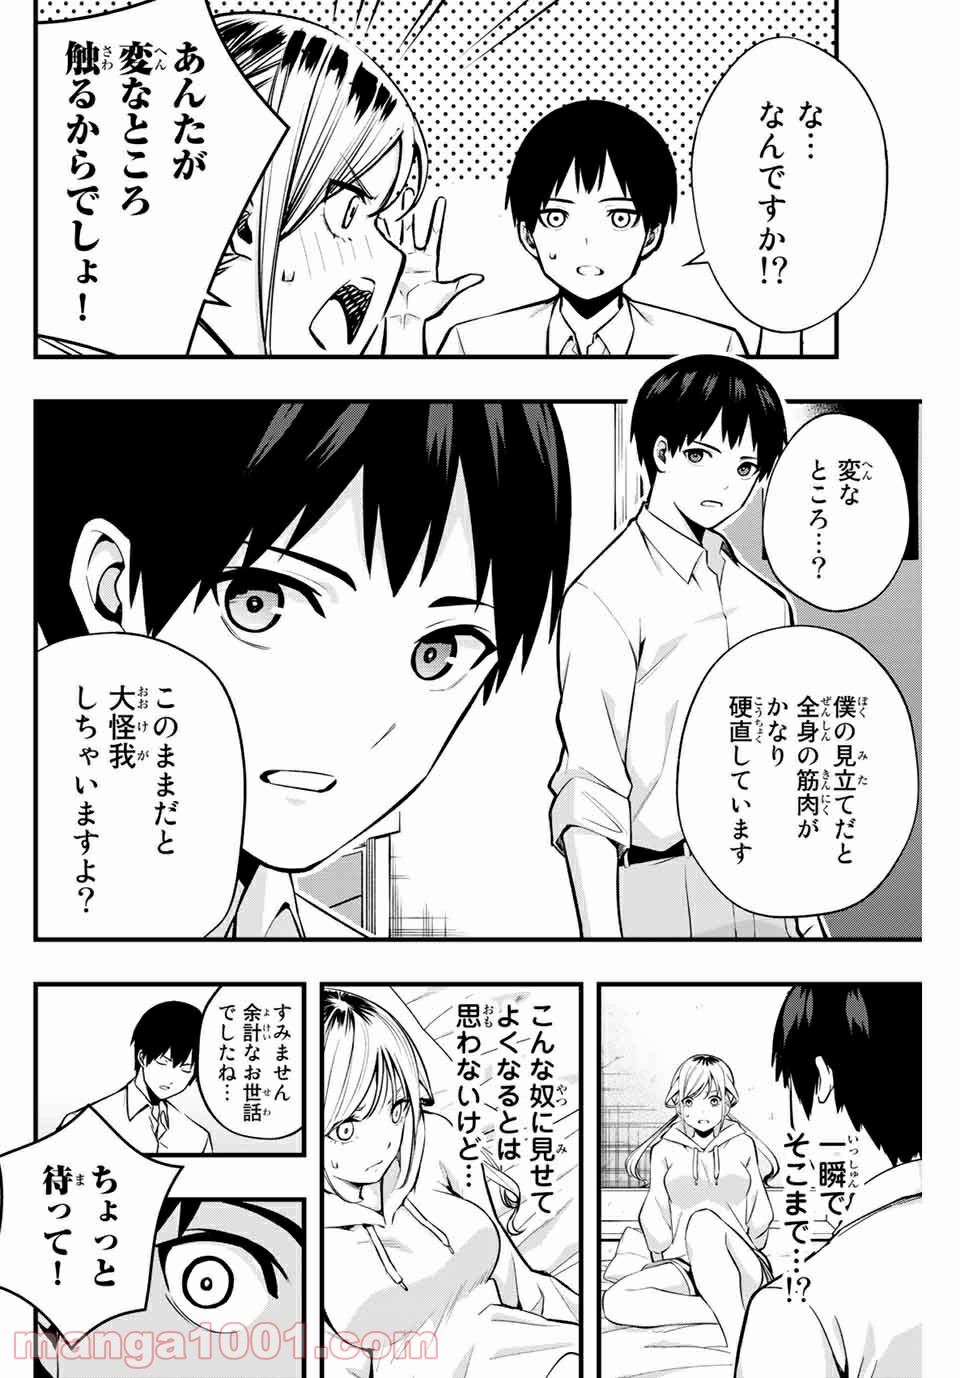 な…
なんですか!?
あんたが
変なところ
触るからでしょ！
変な
ところ…？
僕の見立てだと
全身の筋肉が
かなり
硬直しています
このままだと
大怪我
しちゃいますよ？
一瞬で
そこまで…!?
こんな奴に見せて
よくなるとは
思わないけど…
すみません
余計なお世話
でしたね…
ちょっと
待って！
manga1001.com